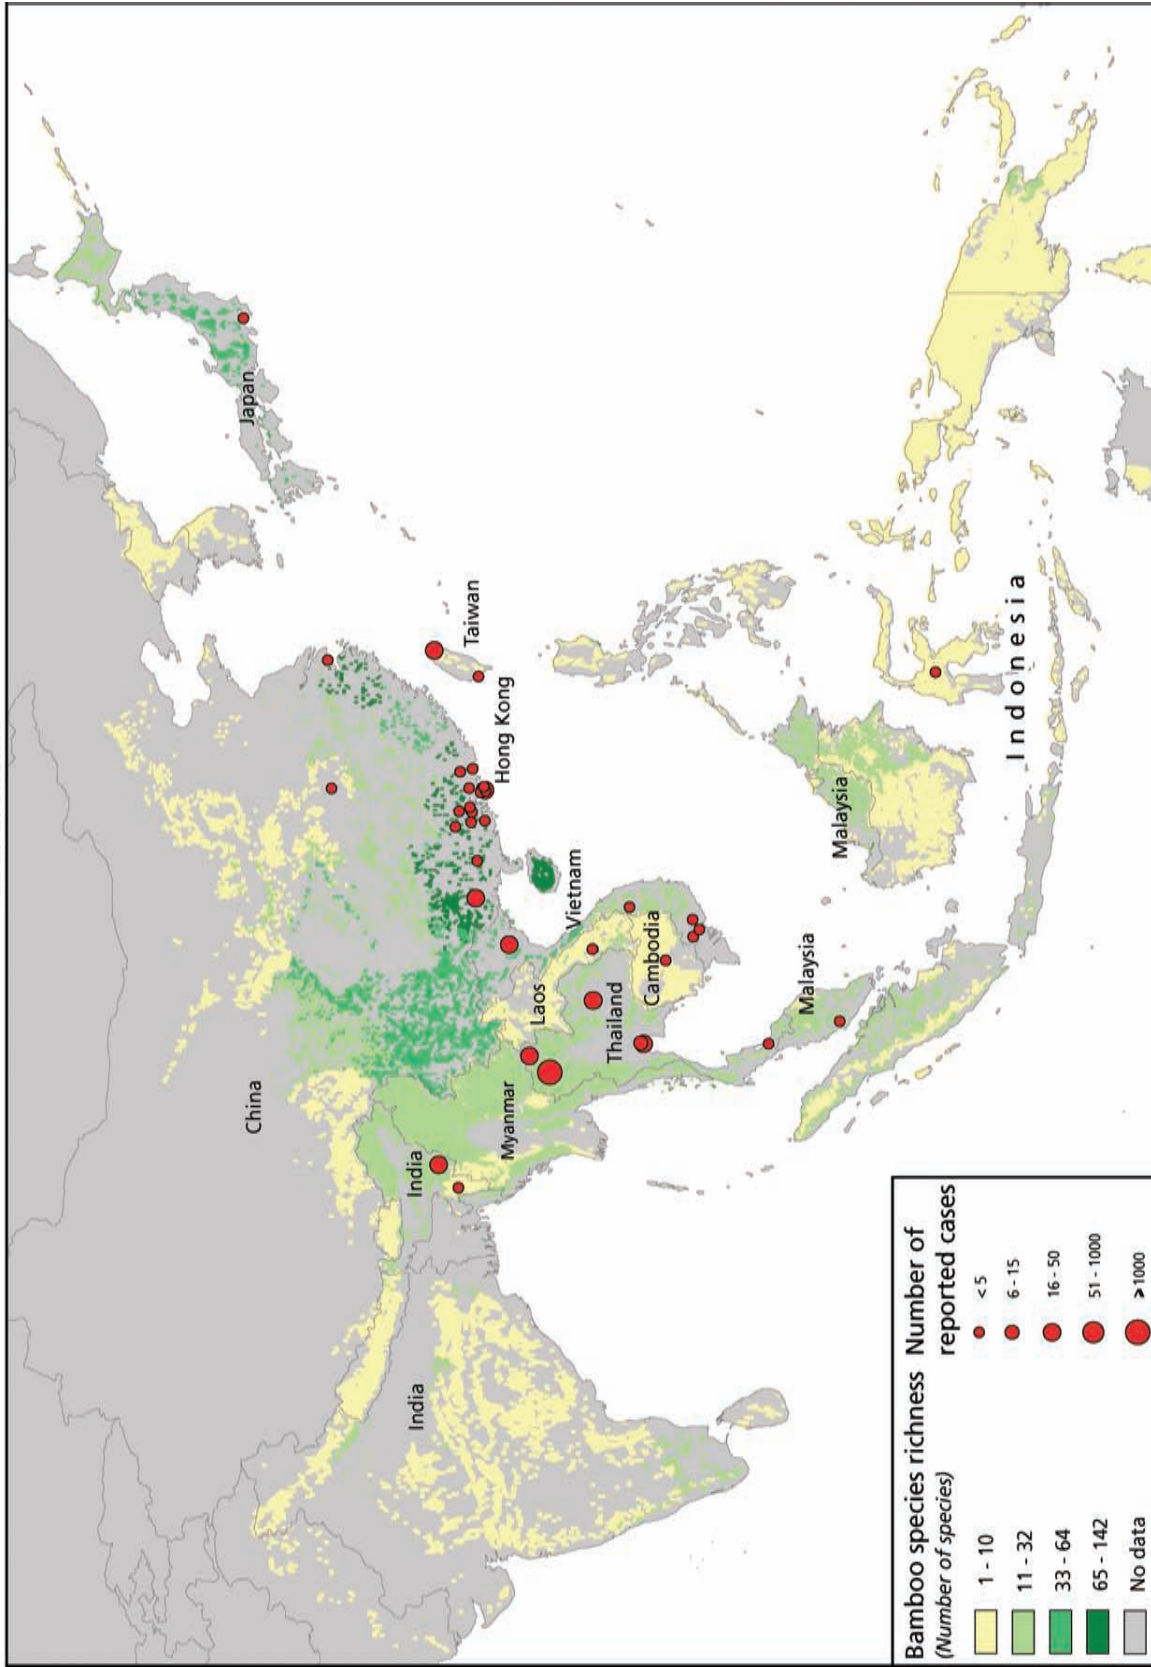 Japan
Taiwan
Hong Kong
China
Vietnam
India
Myanmar
Laos
Thailand
Cambodia
India
Malaysia
Malaysia
Indonesia
Bamboo species richness
(Number of species)
1 - 10
11 - 32
33 - 64
65 - 142
No data
Number of
reported cases
< 5
6 - 15
16 - 50
51 - 1000
>1000